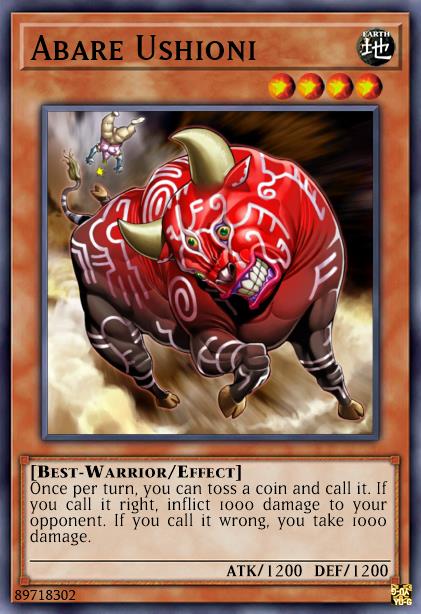 Abare Ushioni
EARTH
地
[Best-Warrior/Effect]
Once per turn, you can toss a coin and call it. If
you call it right, inflict 1000 damage to your
opponent. If you call it wrong, you take 1000
damage.
ATK/1200 DEF/1200
89718302